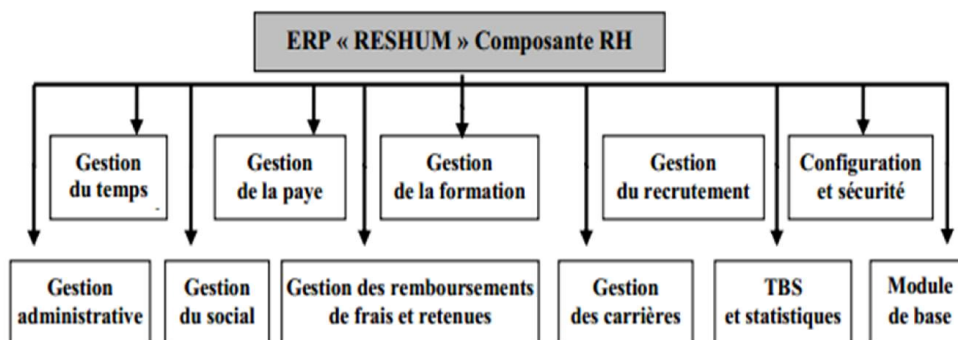 ERP « RESHUM » Composante RH
Gestion
du temps
Gestion
de la paye
Gestion
de la formation
Gestion
du recrutement
Configuration
et sécurité
Gestion
administrative
Gestion
du social
Gestion des remboursements
de frais et retenues
Gestion
des carrières
TBS
et statistiques
Module
de base